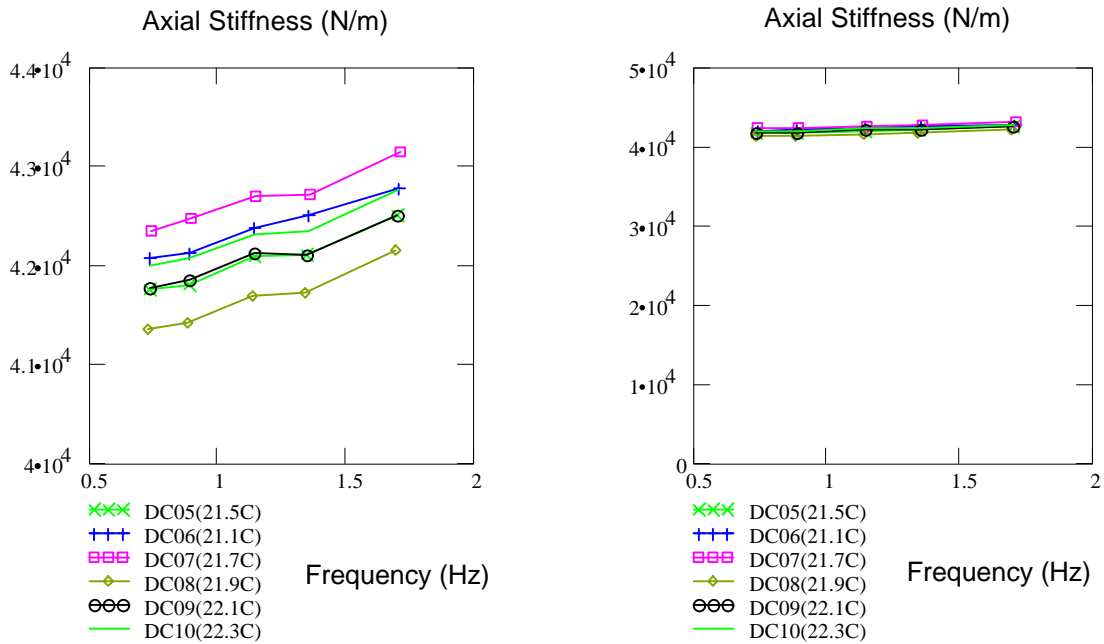 Axial Stiffness (N/m)
4.4•10⁴
4.3•10⁴
4.2•10⁴
4.1•10⁴
4•10⁴
0.5 1 1.5 2
DC05(21.5C)
DC06(21.1C)
DC07(21.7C)
DC08(21.9C)
DC09(22.1C)
DC10(22.3C)
Frequency (Hz)
Axial Stiffness (N/m)
5•10⁴
4•10⁴
3•10⁴
2•10⁴
1•10⁴
0
0.5 1 1.5 2
DC05(21.5C)
DC06(21.1C)
DC07(21.7C)
DC08(21.9C)
DC09(22.1C)
DC10(22.3C)
Frequency (Hz)